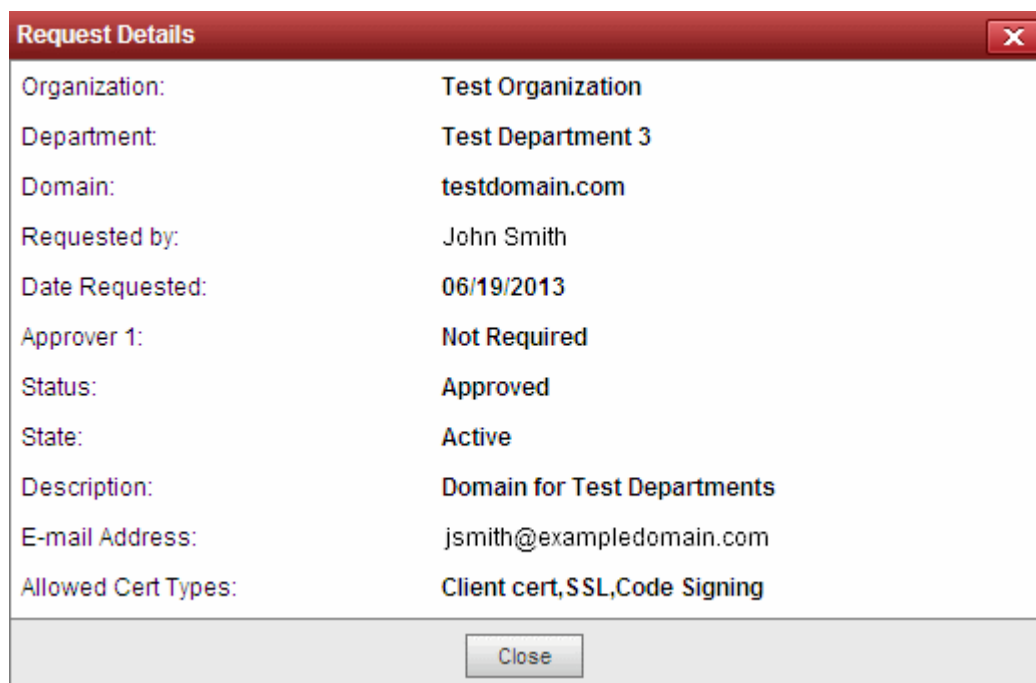 Request Details
Organization: Test Organization
Department: Test Department 3
Domain: testdomain.com
Requested by: John Smith
Date Requested: 06/19/2013
Approver 1: Not Required
Status: Approved
State: Active
Description: Domain for Test Departments
E-mail Address: jsmith@exampledomain.com
Allowed Cert Types: Client cert,SSL,Code Signing
Close